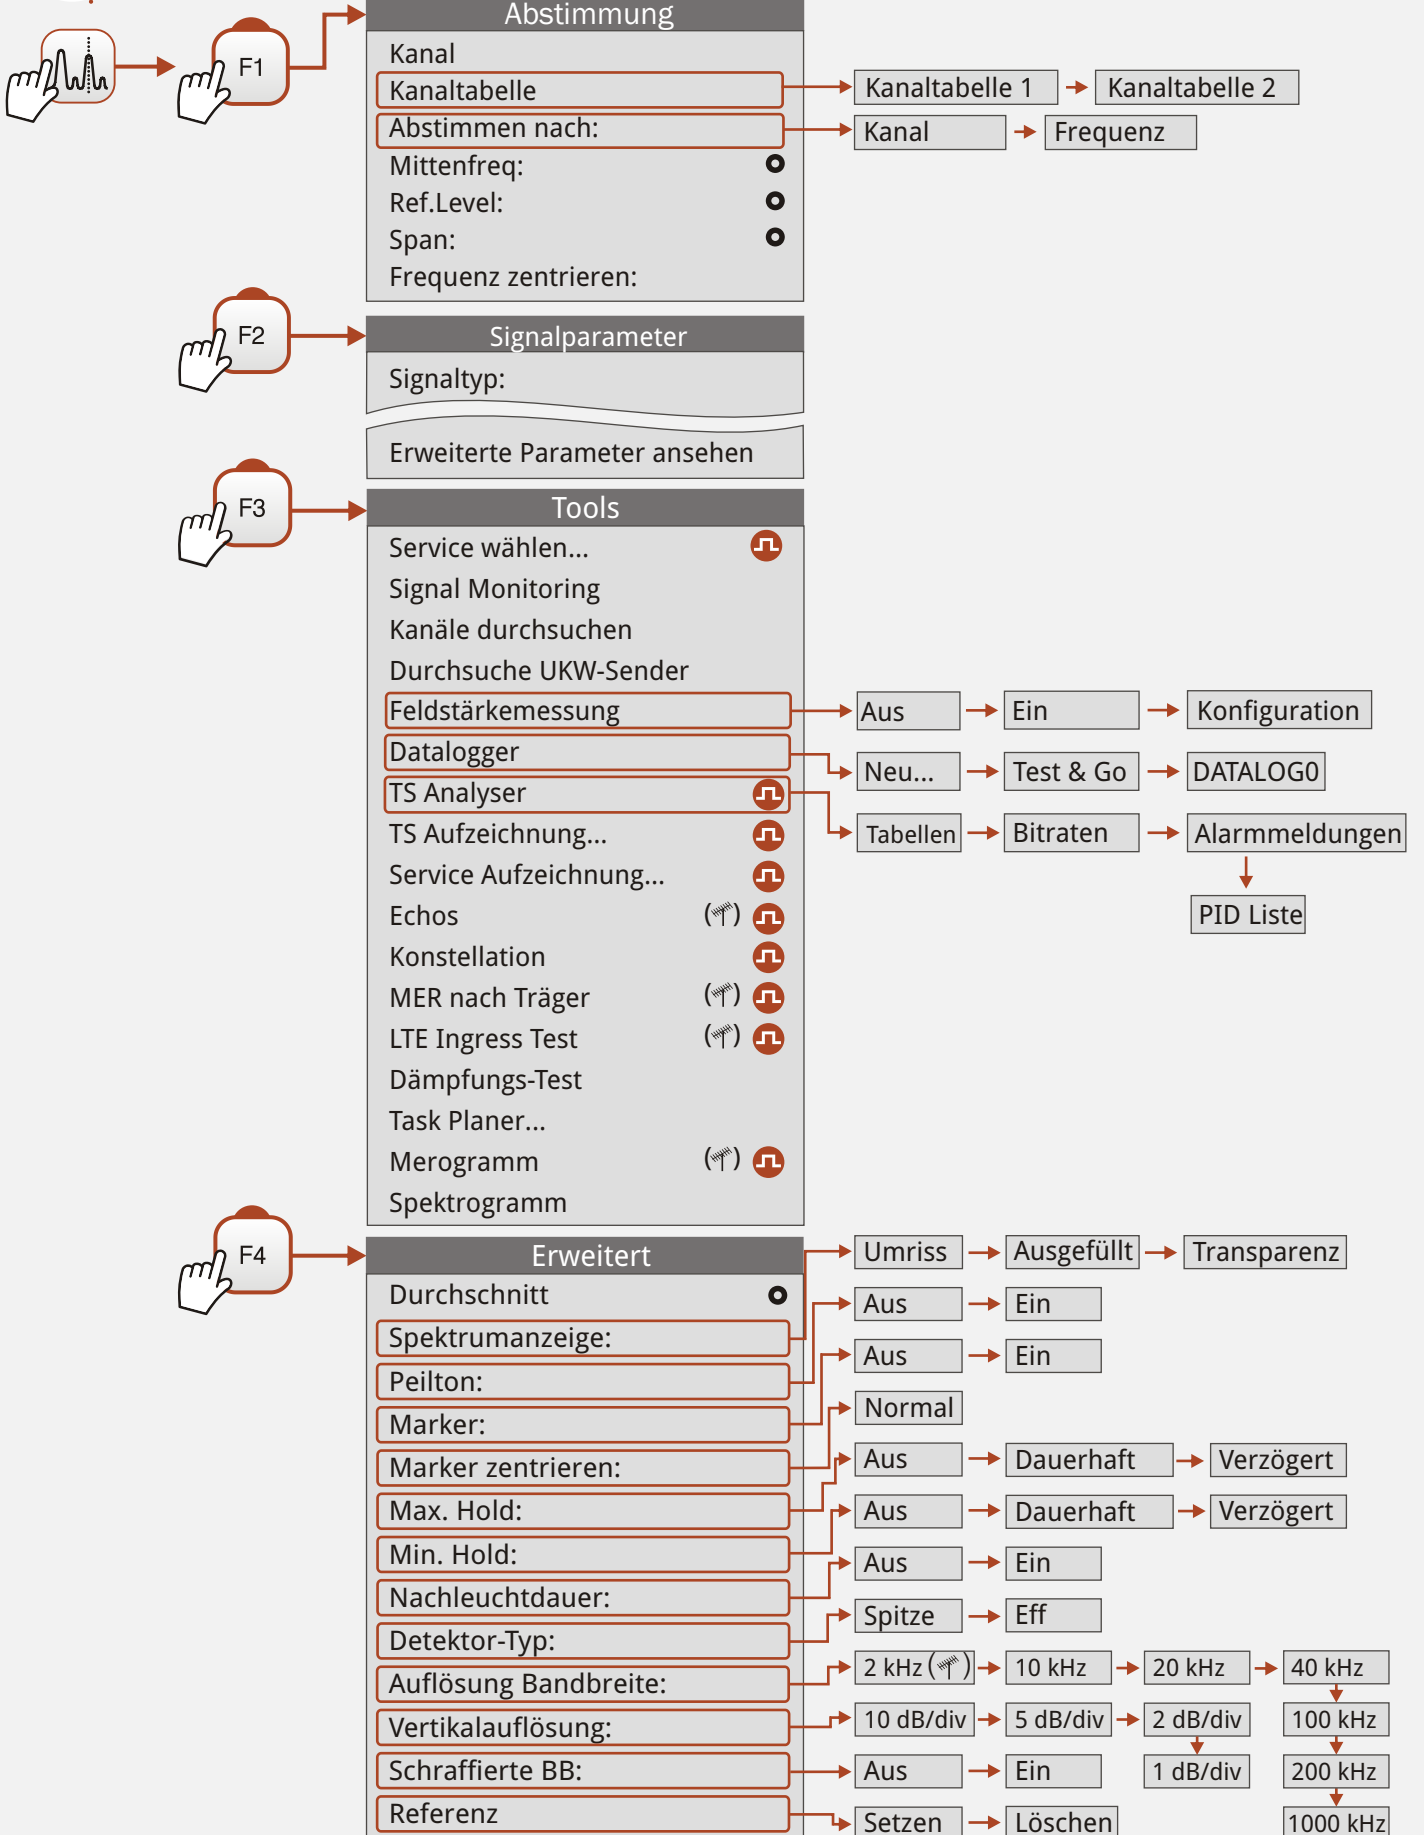 Abstimmung
F1
Kanal
Kanaltabelle
Kanaltabelle 1
Kanaltabelle 2
Abstimmen nach:
Kanal
Frequenz
Mittenfreq:
Ref.Level:
Span:
Frequenz zentrieren:
F2
Signalparameter
Signaltyp:
Erweiterte Parameter ansehen
F3
Tools
Service wählen...
Signal Monitoring
Kanäle durchsuchen
Durchsuche UKW-Sender
Feldstärkemessung
Aus
Ein
Konfiguration
Datalogger
Neu...
Test & Go
DATALOG0
TS Analyser
Tabellen
Bitraten
Alarmmeldungen
PID Liste
TS Aufzeichnung...
Service Aufzeichnung...
Echos
Konstellation
MER nach Träger
LTE Ingress Test
Dämpfungs-Test
Task Planer...
Merogramm
Spektrogramm
F4
Erweitert
Durchschnitt
Spektrumanzeige:
Umriss
Ausgefüllt
Transparenz
Peilton:
Aus
Ein
Marker:
Aus
Ein
Marker zentrieren:
Normal
Max. Hold:
Aus
Dauerhaft
Verzögert
Min. Hold:
Aus
Dauerhaft
Verzögert
Nachleuchtdauer:
Aus
Ein
Detektor-Typ:
Spitze
Eff
Auflösung Bandbreite:
2 kHz
10 kHz
20 kHz
40 kHz
100 kHz
200 kHz
1000 kHz
Vertikalauflösung:
10 dB/div
5 dB/div
2 dB/div
1 dB/div
Schraffierte BB:
Aus
Ein
Referenz
Setzen
Löschen